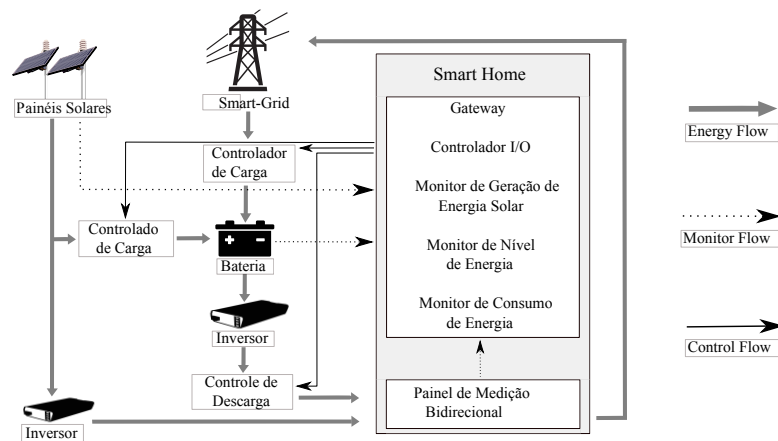 Smart Home
Painéis Solares
Smart-Grid
Gateway
Energy Flow
Controlador
de Carga
Controlador I/O
Monitor de Geração de
Energia Solar
Controlado
de Carga
Bateria
Monitor de Nível
de Energia
Monitor Flow
Monitor de Consumo
de Energia
Inversor
Control Flow
Controle de
Descarga
Painel de Medição
Bidirecional
Inversor